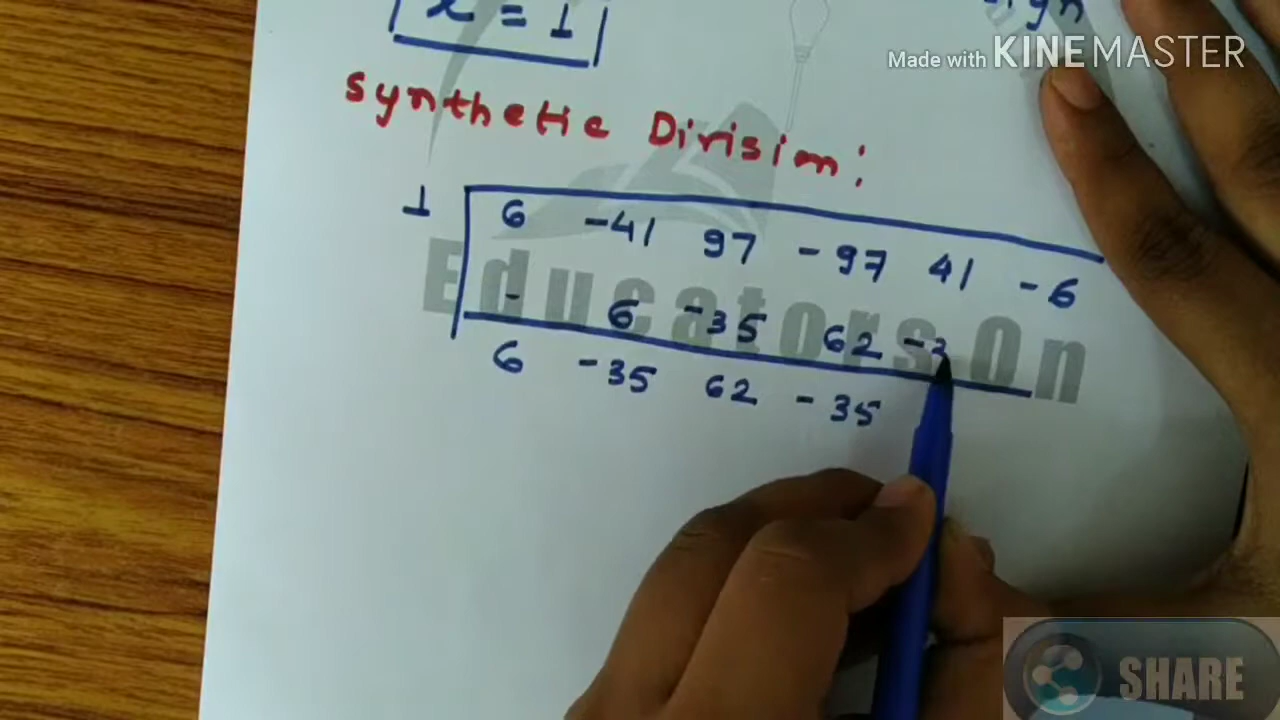 x = 1
Made with KINEMASTER
Synthetic Division:
1 6 -41 97 -97 41 -6
- 6 -35 62 -3
6 -35 62 -35
Educators On
SHARE